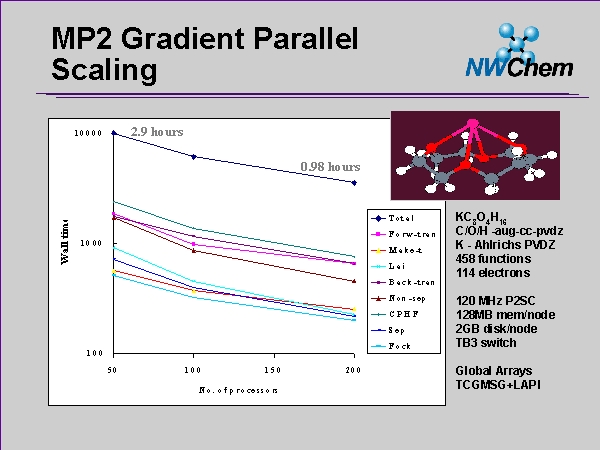 MP2 Gradient Parallel
Scaling
NWChem
10000
1000
100
Wall time
2.9 hours
0.98 hours
50
100
150
200
No. of processors
Total
Forw-tran
Make-t
Lai
Back-tran
Non-sep
CPHF
Sep
Fock
KC8O4H16
C/O/H -aug-cc-pvdz
K - Ahlrichs PVDZ
458 functions
114 electrons
120 MHz P2SC
128MB mem/node
2GB disk/node
TB3 switch
Global Arrays
TCGMSG+LAPI